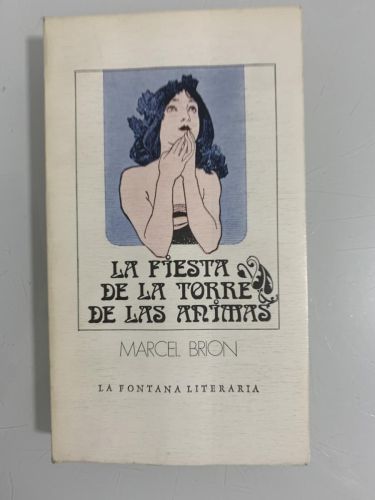 LA FIESTA
DE LA TORRE
DE LAS ANIMAS
MARCEL BRION
LA FONTANA LITERARIA